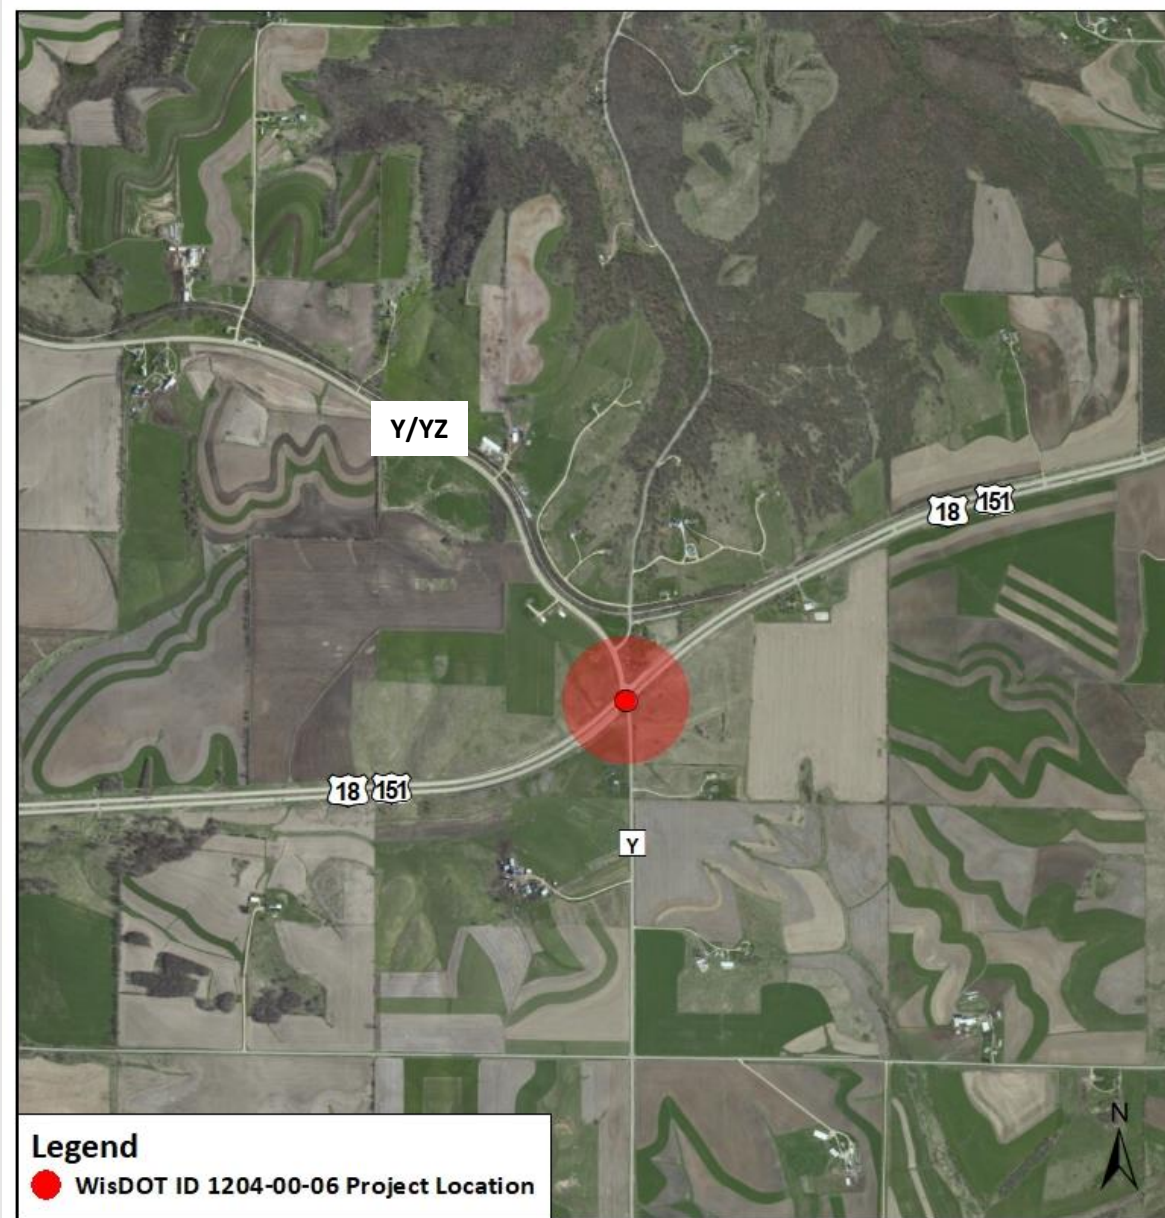 Y/YZ
18 151
18 151
Y
N
Legend
WisDOT ID 1204-00-06 Project Location